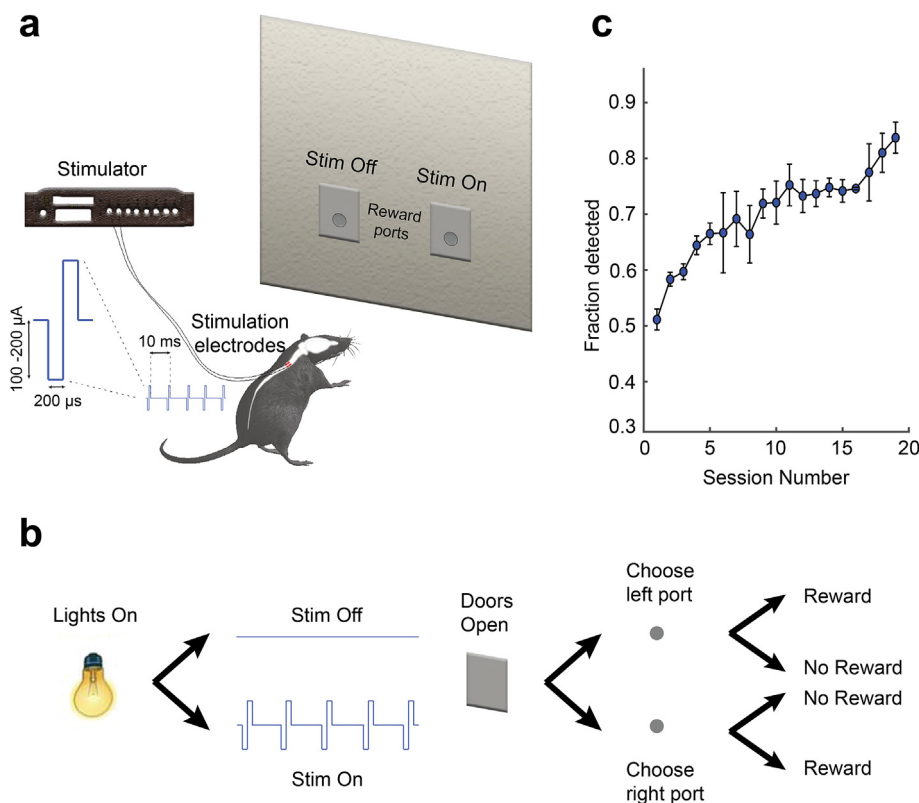 a
Stimulator
Stim Off
Stim On
Reward
ports
Stimulation
electrodes
10 ms
100 -200 µA
200 µs
c
Fraction detected
0.9
0.8
0.7
0.6
0.5
0.4
0.3
0
5
10
15
20
Session Number
b
Lights On
Stim Off
Stim On
Doors
Open
Choose
left port
Choose
right port
Reward
No Reward
No Reward
Reward